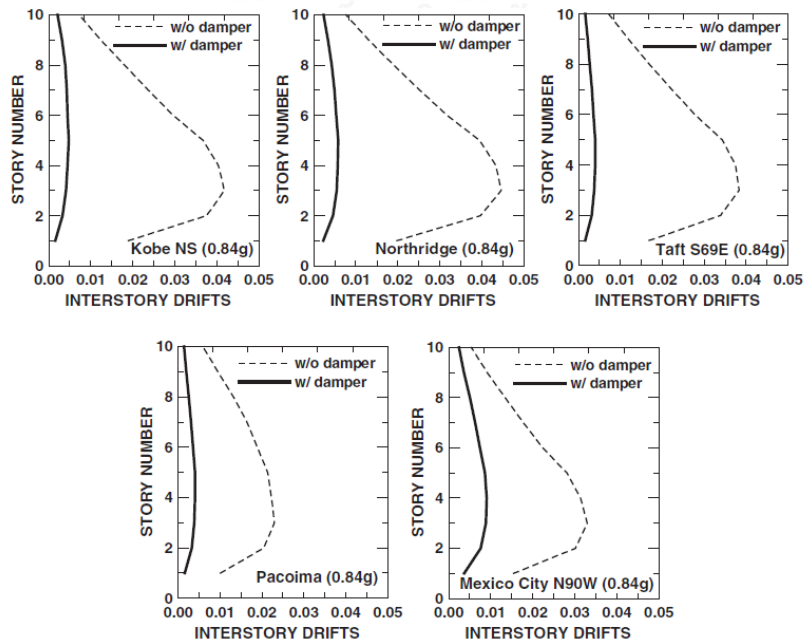 10
8
6
4
2
0
STORY NUMBER
w/o damper
w/ damper
Kobe NS (0.84g)
0.00 0.01 0.02 0.03 0.04 0.05
INTERSTORY DRIFTS
10
8
6
4
2
0
STORY NUMBER
w/o damper
w/ damper
Northridge (0.84g)
0.00 0.01 0.02 0.03 0.04 0.05
INTERSTORY DRIFTS
10
8
6
4
2
0
STORY NUMBER
w/o damper
w/ damper
Taft S69E (0.84g)
0.00 0.01 0.02 0.03 0.04 0.05
INTERSTORY DRIFTS
10
8
6
4
2
0
STORY NUMBER
w/o damper
w/ damper
Pacoima (0.84g)
0.00 0.01 0.02 0.03 0.04 0.05
INTERSTORY DRIFTS
10
8
6
4
2
0
STORY NUMBER
w/o damper
w/ damper
Mexico City N90W (0.84g)
0.00 0.01 0.02 0.03 0.04 0.05
INTERSTORY DRIFTS